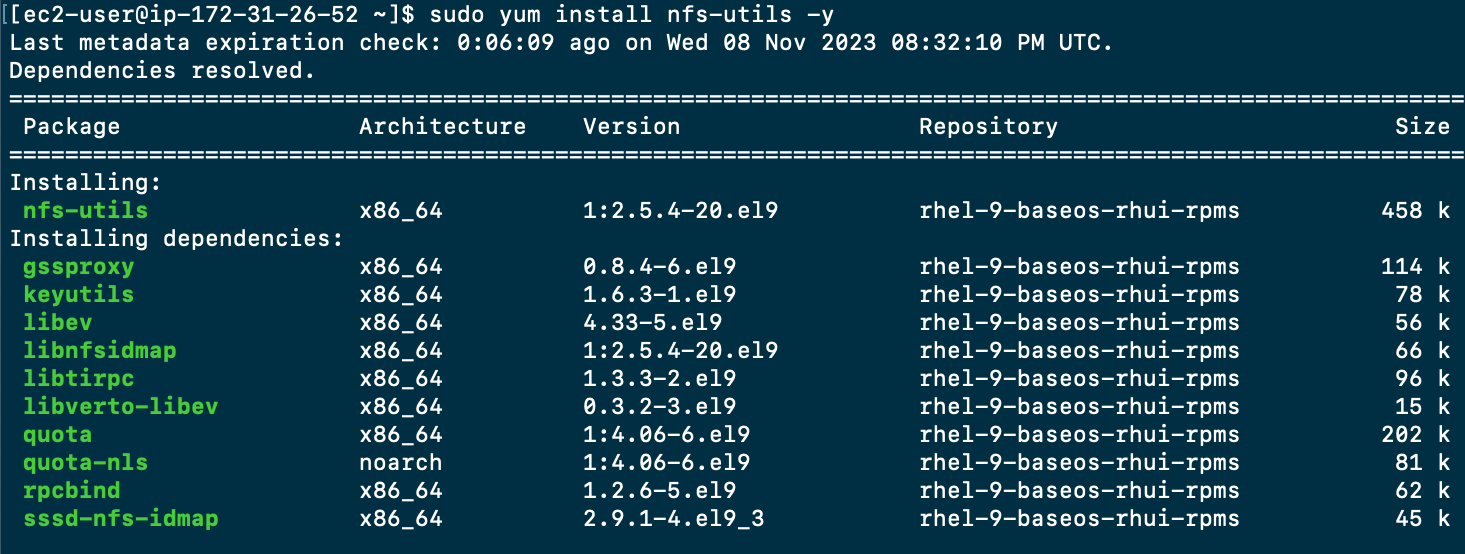 [[ec2-user@ip-172-31-26-52 ~]$ sudo yum install nfs-utils -y
Last metadata expiration check: 0:06:09 ago on Wed 08 Nov 2023 08:32:10 PM UTC.
Dependencies resolved.
========================================================================================================
 Package                 Architecture    Version                 Repository                        Size
========================================================================================================
Installing:
 nfs-utils               x86_64          1:2.5.4-20.el9          rhel-9-baseos-rhui-rpms          458 k
Installing dependencies:
 gssproxy                x86_64          0.8.4-6.el9             rhel-9-baseos-rhui-rpms          114 k
 keyutils                x86_64          1.6.3-1.el9             rhel-9-baseos-rhui-rpms           78 k
 libev                   x86_64          4.33-5.el9              rhel-9-baseos-rhui-rpms           56 k
 libnfsidmap             x86_64          1:2.5.4-20.el9          rhel-9-baseos-rhui-rpms           66 k
 libtirpc                x86_64          1.3.3-2.el9             rhel-9-baseos-rhui-rpms           96 k
 libverto-libev          x86_64          0.3.2-3.el9             rhel-9-baseos-rhui-rpms           15 k
 quota                   x86_64          1:4.06-6.el9            rhel-9-baseos-rhui-rpms          202 k
 quota-nls               noarch          1:4.06-6.el9            rhel-9-baseos-rhui-rpms           81 k
 rpcbind                 x86_64          1.2.6-5.el9             rhel-9-baseos-rhui-rpms           62 k
 sssd-nfs-idmap          x86_64          2.9.1-4.el9_3           rhel-9-baseos-rhui-rpms           45 k